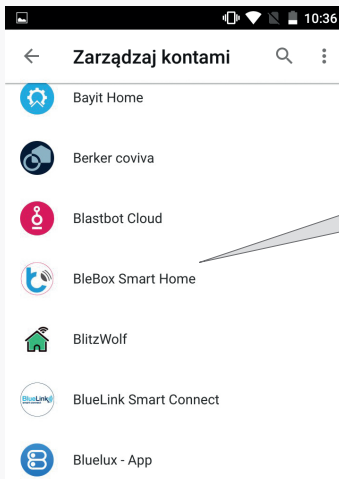 10:36
Zarządzaj kontami
Bayit Home
Berker coviva
Blastbot Cloud
BleBox Smart Home
BlitzWolf
BlueLink
BlueLink Smart Connect
Bluelux - App